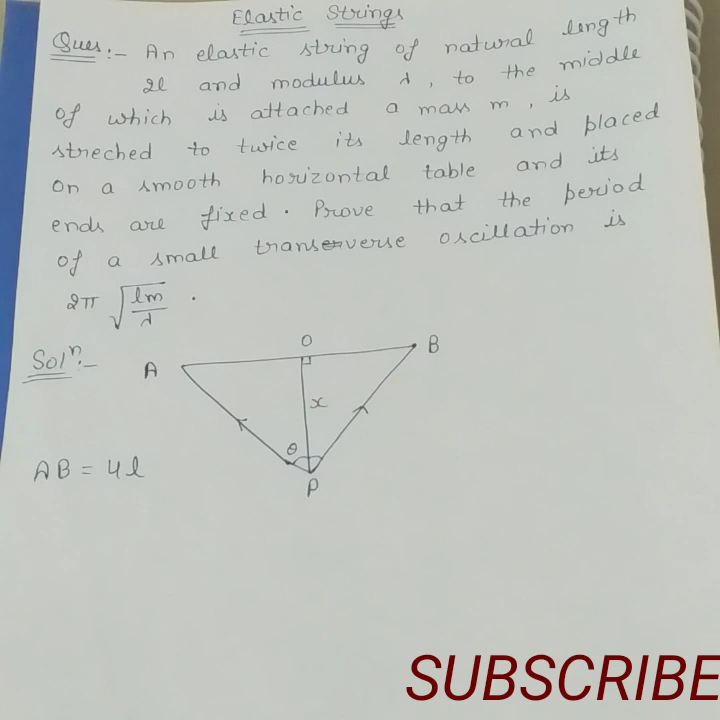 Elastic Strings
Ques:- An elastic string of natural length
2l and modulus λ, to the middle
of which is attached a mass m, is
streched to twice its length and placed
on a smooth horizontal table and its
ends are fixed. Prove that the period
of a small transverse oscillation is
2π √(lm/λ) .
Solⁿ:-
A O B
x
θ
P
AB = 4l
SUBSCRIBE